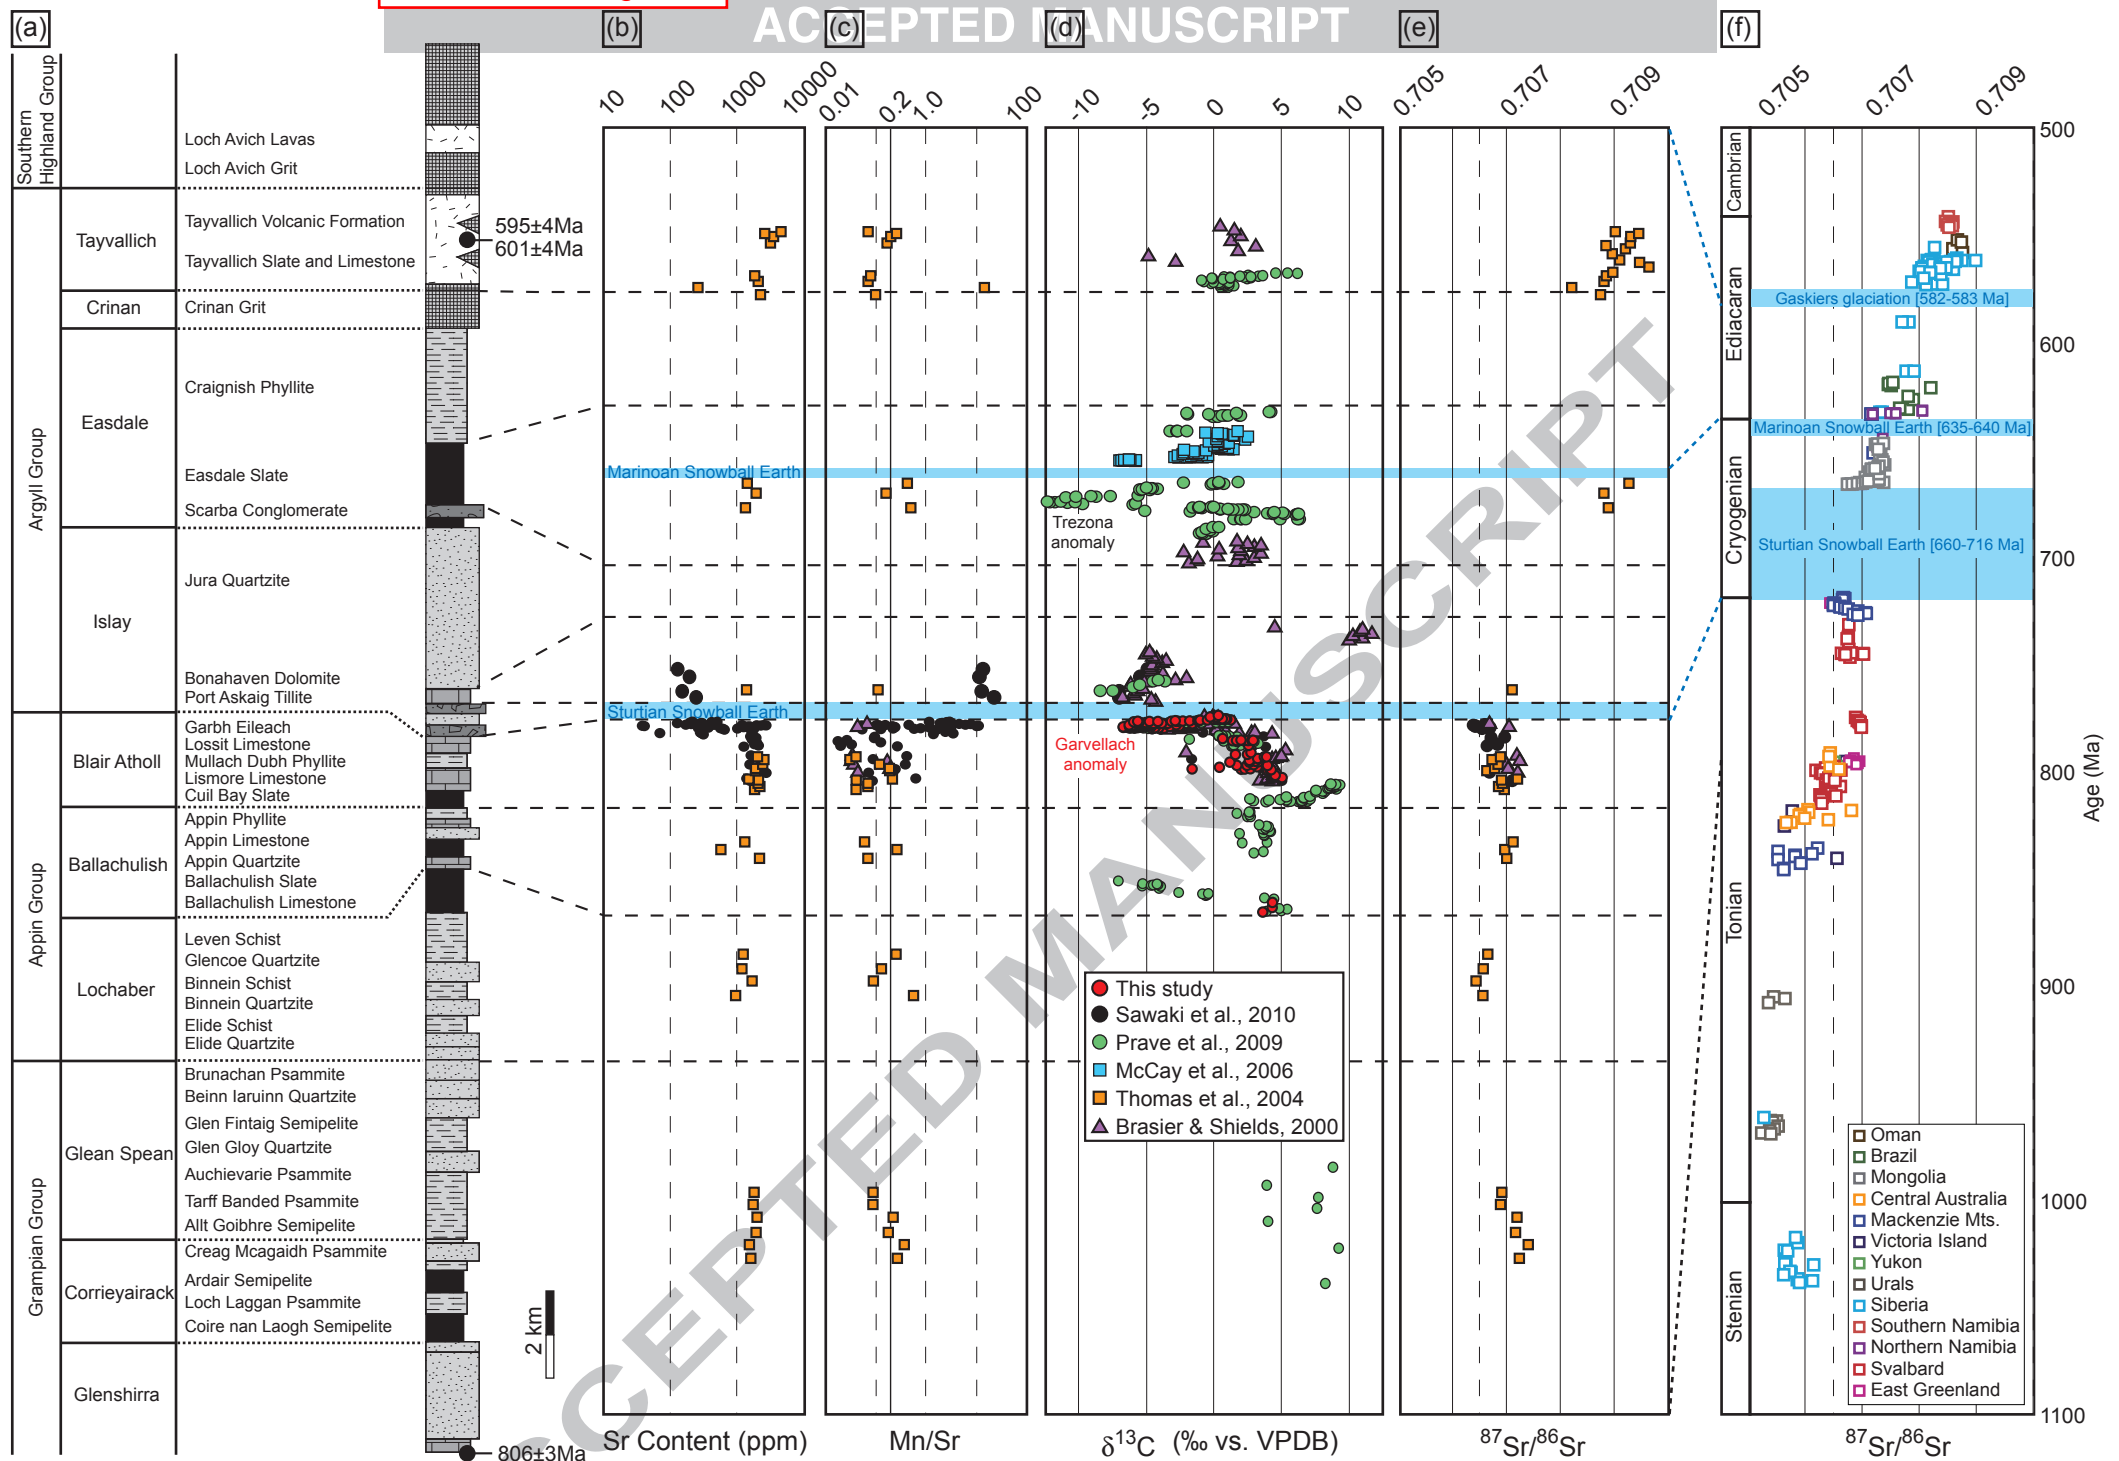 ACCEPTED MANUSCRIPT
(a)
(b)
(c)
(d)
(e)
(f)
10
100
1000
10000
0.01
0.2
1.0
100
-10
-5
0
5
10
0.705
0.707
0.709
0.705
0.707
0.709
Southern
Highland Group
Argyll Group
Appin Group
Grampian Group
Tayvallich
Crinan
Easdale
Islay
Blair Atholl
Ballachulish
Lochaber
Glean Spean
Corrieyairack
Glenshirra
Loch Avich Lavas
Loch Avich Grit
Tayvallich Volcanic Formation
Tayvallich Slate and Limestone
Crinan Grit
Craignish Phyllite
Easdale Slate
Scarba Conglomerate
Jura Quartzite
Bonahaven Dolomite
Port Askaig Tillite
Garbh Eileach
Lossit Limestone
Mullach Dubh Phyllite
Lismore Limestone
Cuil Bay Slate
Appin Phyllite
Appin Limestone
Appin Quartzite
Ballachulish Slate
Ballachulish Limestone
Leven Schist
Glencoe Quartzite
Binnein Schist
Binnein Quartzite
Elide Schist
Elide Quartzite
Brunachan Psammite
Beinn Iaruinn Quartzite
Glen Fintaig Semipelite
Glen Gloy Quartzite
Auchievarie Psammite
Tarff Banded Psammite
Allt Goibhre Semipelite
Creag Mcagaidh Psammite
Ardair Semipelite
Loch Laggan Psammite
Coire nan Laogh Semipelite
595±4Ma
601±4Ma
806±3Ma
2 km
Marinoan Snowball Earth
Sturtian Snowball Earth
Trezona
anomaly
Garvellach
anomaly
This study
Sawaki et al., 2010
Prave et al., 2009
McCay et al., 2006
Thomas et al., 2004
Brasier & Shields, 2000
Sr Content (ppm)
Mn/Sr
δ13C (‰ vs. VPDB)
87Sr/86Sr
87Sr/86Sr
Cambrian
Ediacaran
Cryogenian
Tonian
Stenian
Gaskiers glaciation [582-583 Ma]
Marinoan Snowball Earth [635-640 Ma]
Sturtian Snowball Earth [660-716 Ma]
500
600
700
800
900
1000
1100
Age (Ma)
Oman
Brazil
Mongolia
Central Australia
Mackenzie Mts.
Victoria Island
Yukon
Urals
Siberia
Southern Namibia
Northern Namibia
Svalbard
East Greenland
ACCEPTED MANUSCRIPT